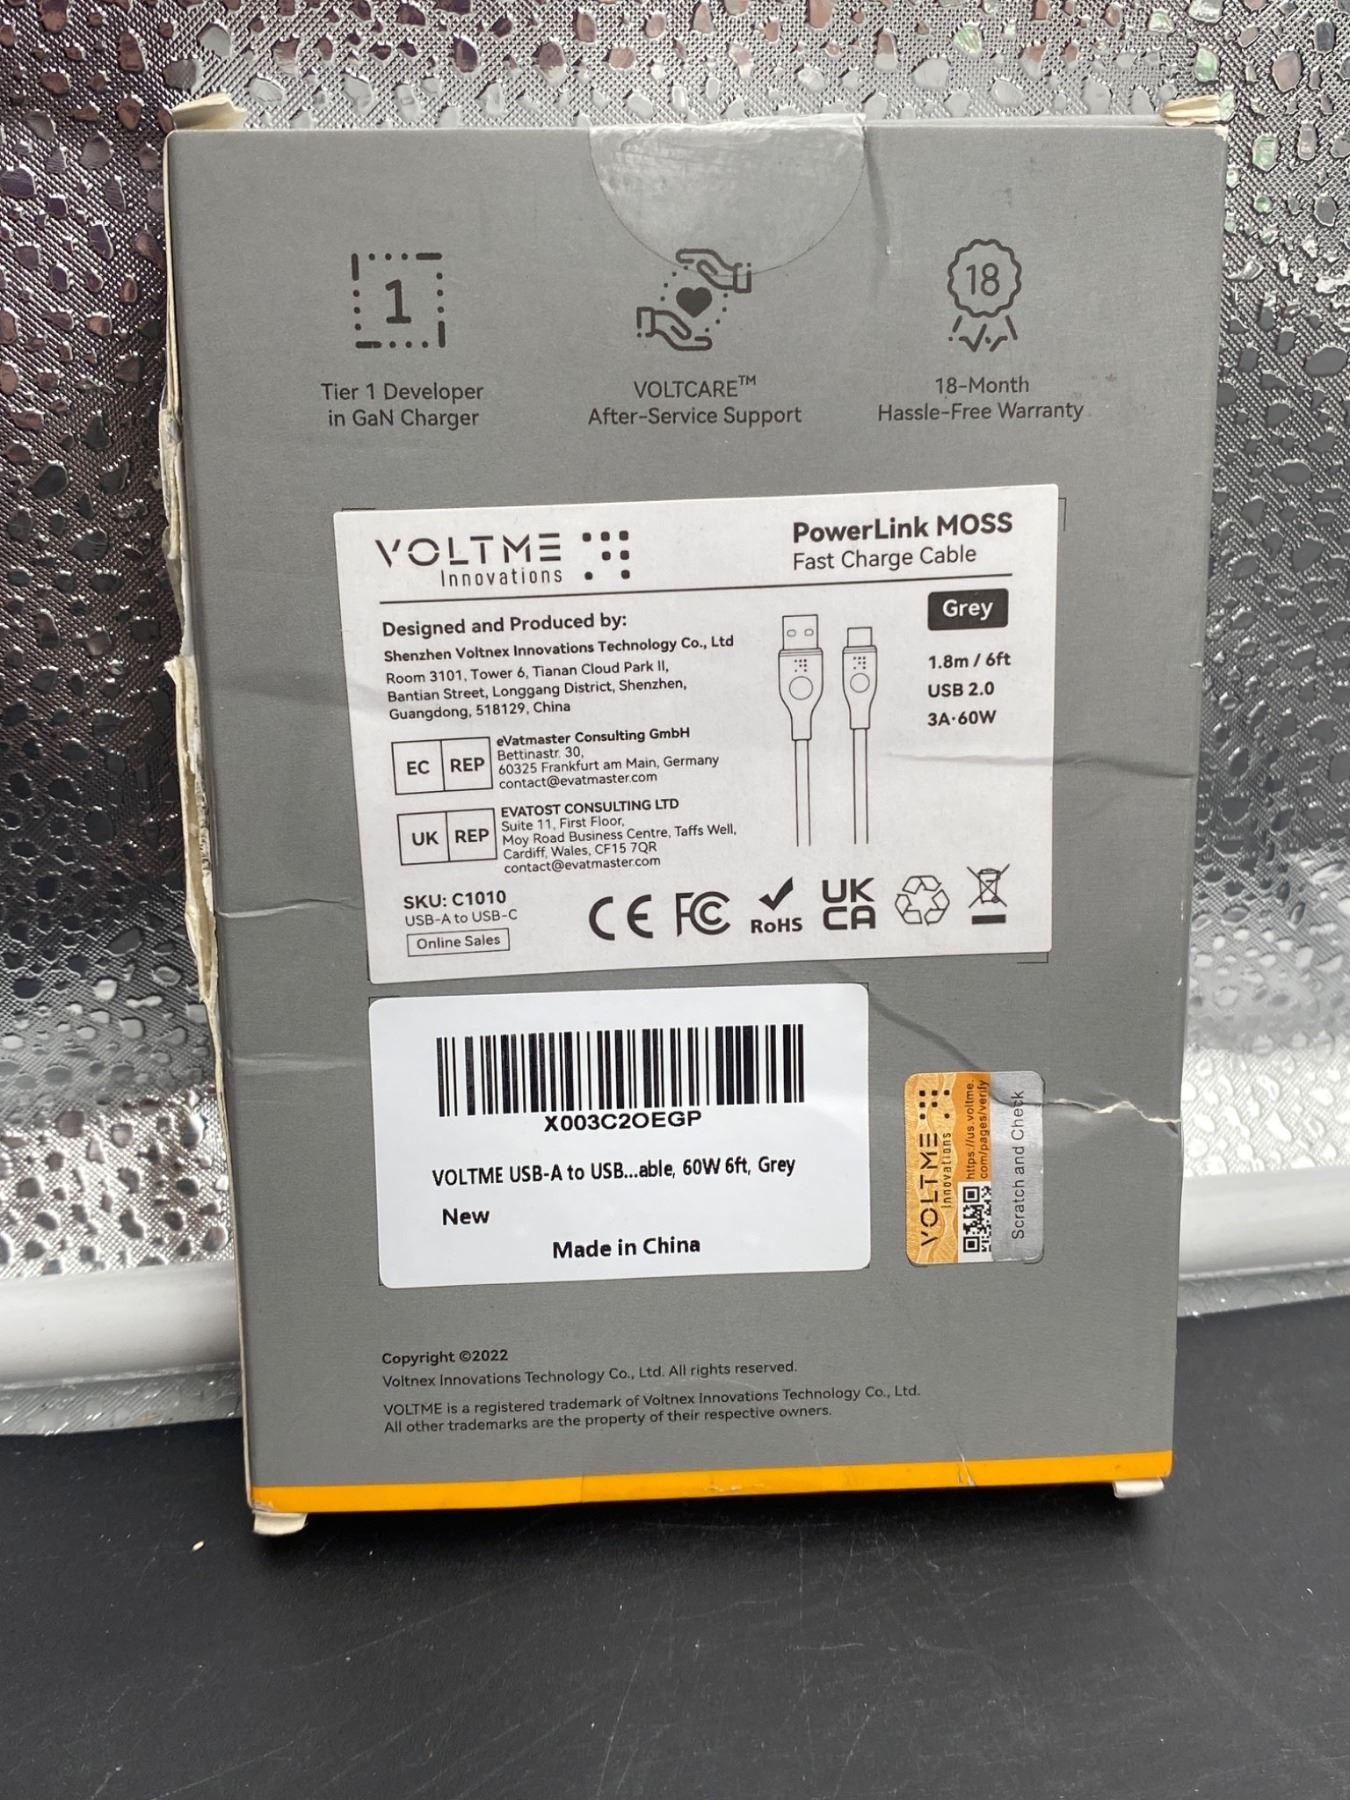 1
18
Tier 1 Developer
in GaN Charger
VOLTCARE™
After-Service Support
18-Month
Hassle-Free Warranty
VOLTME
Innovations
PowerLink MOSS
Fast Charge Cable
Grey
1.8m / 6ft
USB 2.0
3A·60W
Designed and Produced by:
Shenzhen Voltnex Innovations Technology Co., Ltd
Room 3101, Tower 6, Tianan Cloud Park II,
Bantian Street, Longgang District, Shenzhen,
Guangdong, 518129, China
EC REP
eVatmaster Consulting GmbH
Bettinastr. 30,
60325 Frankfurt am Main, Germany
contact@evatmaster.com
UK REP
EVATOST CONSULTING LTD
Suite 11, First Floor,
Moy Road Business Centre, Taffs Well,
Cardiff, Wales, CF15 7QR
contact@evatmaster.com
SKU: C1010
USB-A to USB-C
Online Sales
CE FC RoHS UK
CA
X003C2OEGP
VOLTME USB-A to USB...able, 60W 6ft, Grey
New
Made in China
VOLTME
Innovations
https://us.voltme.
com/pages/verify
Scratch and Check
Copyright ©2022
Voltnex Innovations Technology Co., Ltd. All rights reserved.
VOLTME is a registered trademark of Voltnex Innovations Technology Co., Ltd.
All other trademarks are the property of their respective owners.